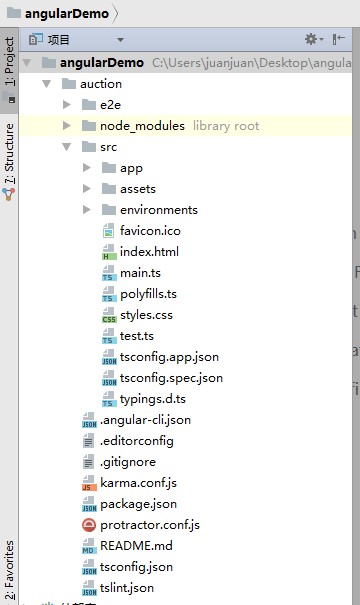 angularDemo
1: Project
项目
angularDemo C:\Users\juanjuan\Desktop\angula
auction
e2e
node_modules library root
src
app
assets
environments
favicon.ico
index.html
main.ts
polyfills.ts
styles.css
test.ts
tsconfig.app.json
tsconfig.spec.json
typings.d.ts
.angular-cli.json
.editorconfig
.gitignore
karma.conf.js
package.json
protractor.conf.js
README.md
tsconfig.json
tslint.json
7: Structure
2: Favorites